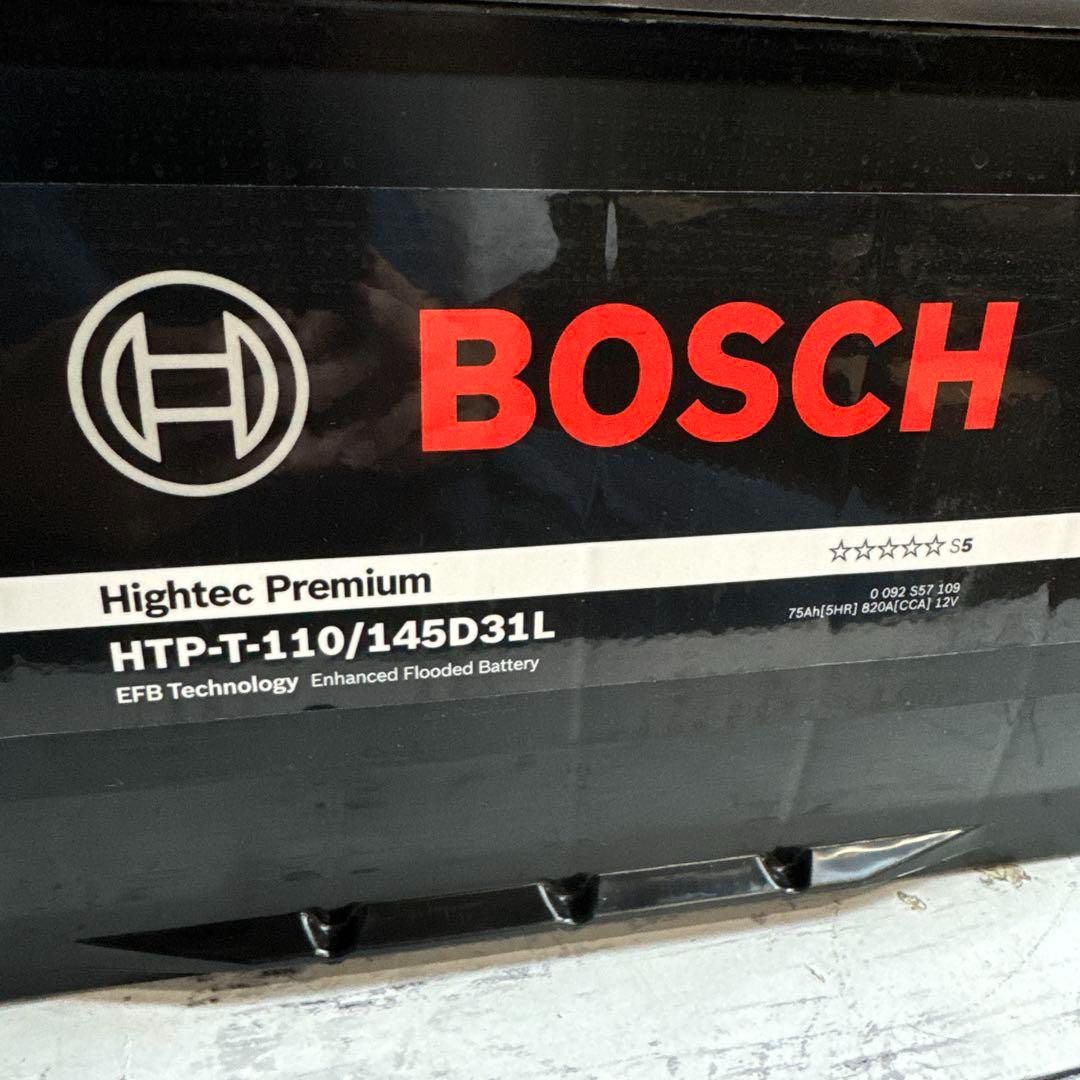 BOSCH
☆☆☆☆☆ S5
Hightec Premium
0 092 S57 109
HTP-T-110/145D31L
75Ah[5HR] 820A[CCA] 12V
EFB Technology Enhanced Flooded Battery